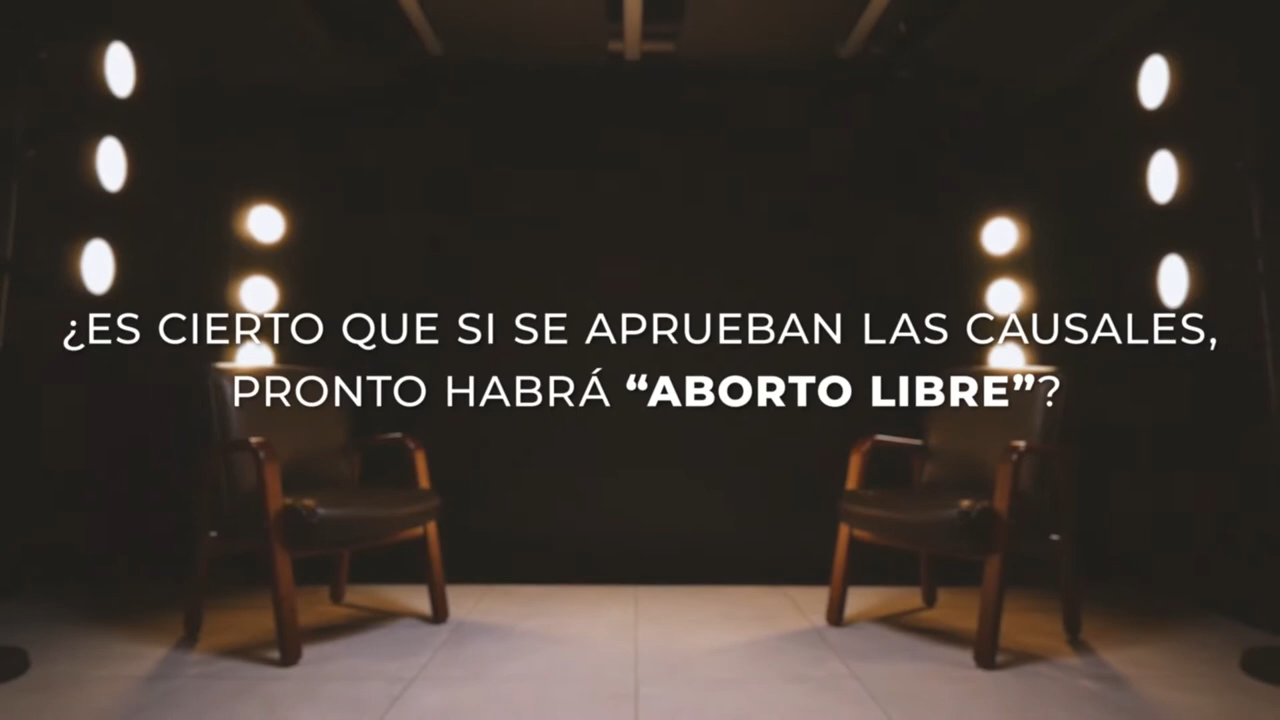 ¿ES CIERTO QUE SI SE APRUEBAN LAS CAUSALES,
PRONTO HABRÁ “ABORTO LIBRE”?